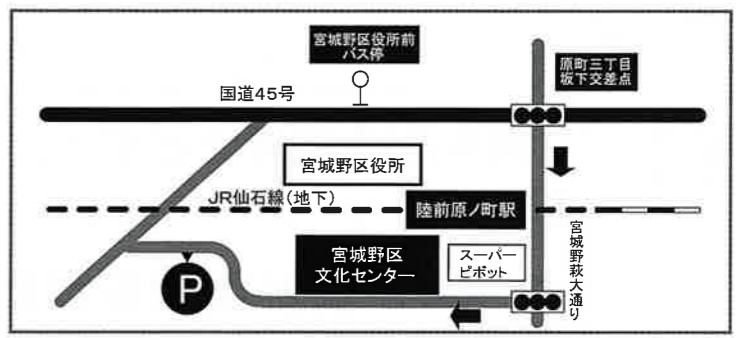 宮城野区役所前
バス停
原町三丁目
坂下交差点
国道45号
宮城野区役所
JR仙石線(地下)
陸前原ノ町駅
宮城野区
文化センター
スーパー
ピボット
宮城野萩大通り
P